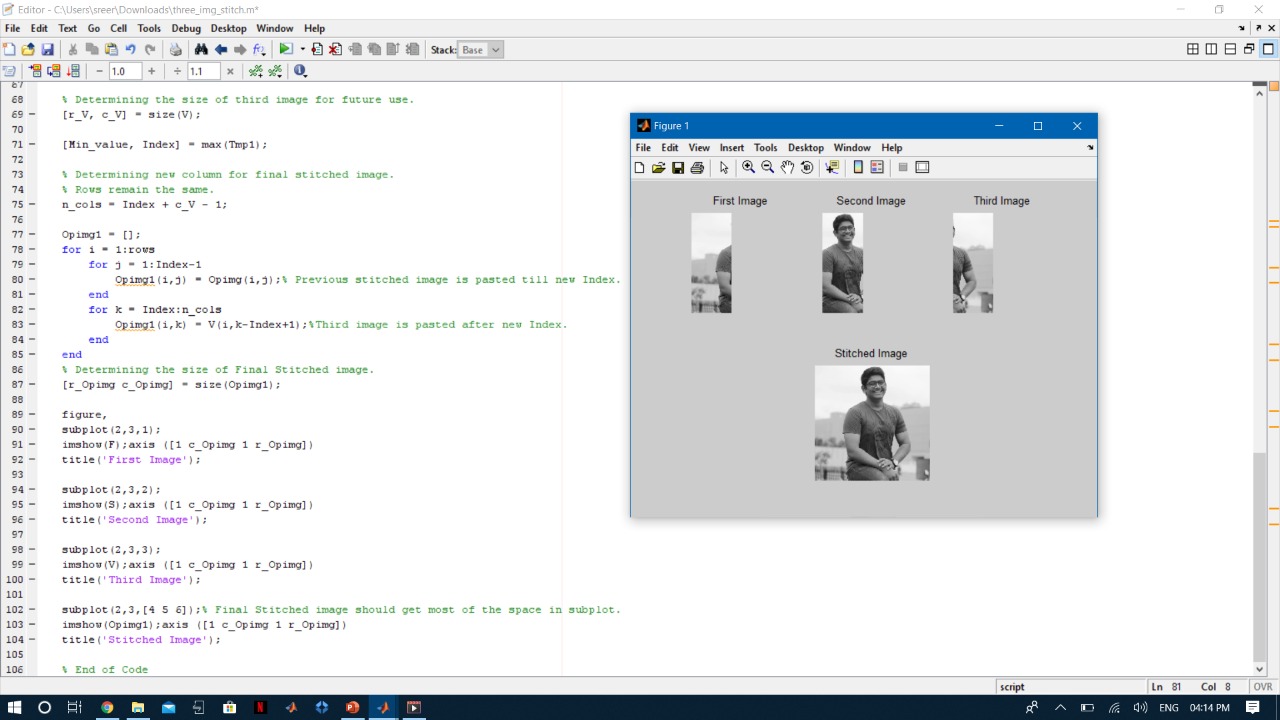 Editor - C:\Users\sreer\Downloads\three_img_stitch.m*
File Edit Text Go Cell Tools Debug Desktop Window Help
Stack: Base
1.0
1.1
67
68 % Determining the size of third image for future use.
69 [r_V, c_V] = size(V);
70
71 [Min_value, Index] = max(Tmp1);
72
73 % Determining new column for final stitched image.
74 % Rows remain the same.
75 n_cols = Index + c_V - 1;
76
77 Opimg1 = [];
78 for i = 1:rows
79 for j = 1:Index-1
80 Opimg1(i,j) = Opimg(i,j);% Previous stitched image is pasted till new Index.
81 end
82 for k = Index:n_cols
83 Opimg1(i,k) = V(i,k-Index+1);%Third image is pasted after new Index.
84 end
85 end
86 % Determining the size of Final Stitched image.
87 [r_Opimg c_Opimg] = size(Opimg1);
88
89 figure,
90 subplot(2,3,1);
91 imshow(F);axis ([1 c_Opimg 1 r_Opimg])
92 title('First Image');
93
94 subplot(2,3,2);
95 imshow(S);axis ([1 c_Opimg 1 r_Opimg])
96 title('Second Image');
97
98 subplot(2,3,3);
99 imshow(V);axis ([1 c_Opimg 1 r_Opimg])
100 title('Third Image');
101
102 subplot(2,3,[4 5 6]);% Final Stitched image should get most of the space in subplot.
103 imshow(Opimg1);axis ([1 c_Opimg 1 r_Opimg])
104 title('Stitched Image');
105
106 % End of Code
Figure 1
File Edit View Insert Tools Desktop Window Help
First Image
Second Image
Third Image
Stitched Image
script
Ln 81 Col 8 OVR
ENG 04:14 PM